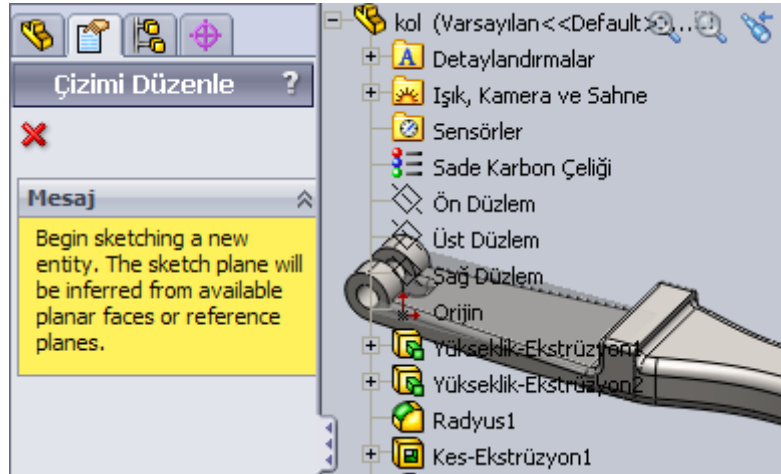 Çizimi Düzenle ?
Mesaj
Begin sketching a new
entity. The sketch plane will
be inferred from available
planar faces or reference
planes.
kol (Varsayılan<<Default>...
A Detaylandırmalar
Işık, Kamera ve Sahne
Sensörler
Sade Karbon Çeliği
Ön Düzlem
Üst Düzlem
Sağ Düzlem
Orijin
Yükseklik-Ekstrüzyon1
Yükseklik-Ekstrüzyon2
Radyus1
Kes-Ekstrüzyon1